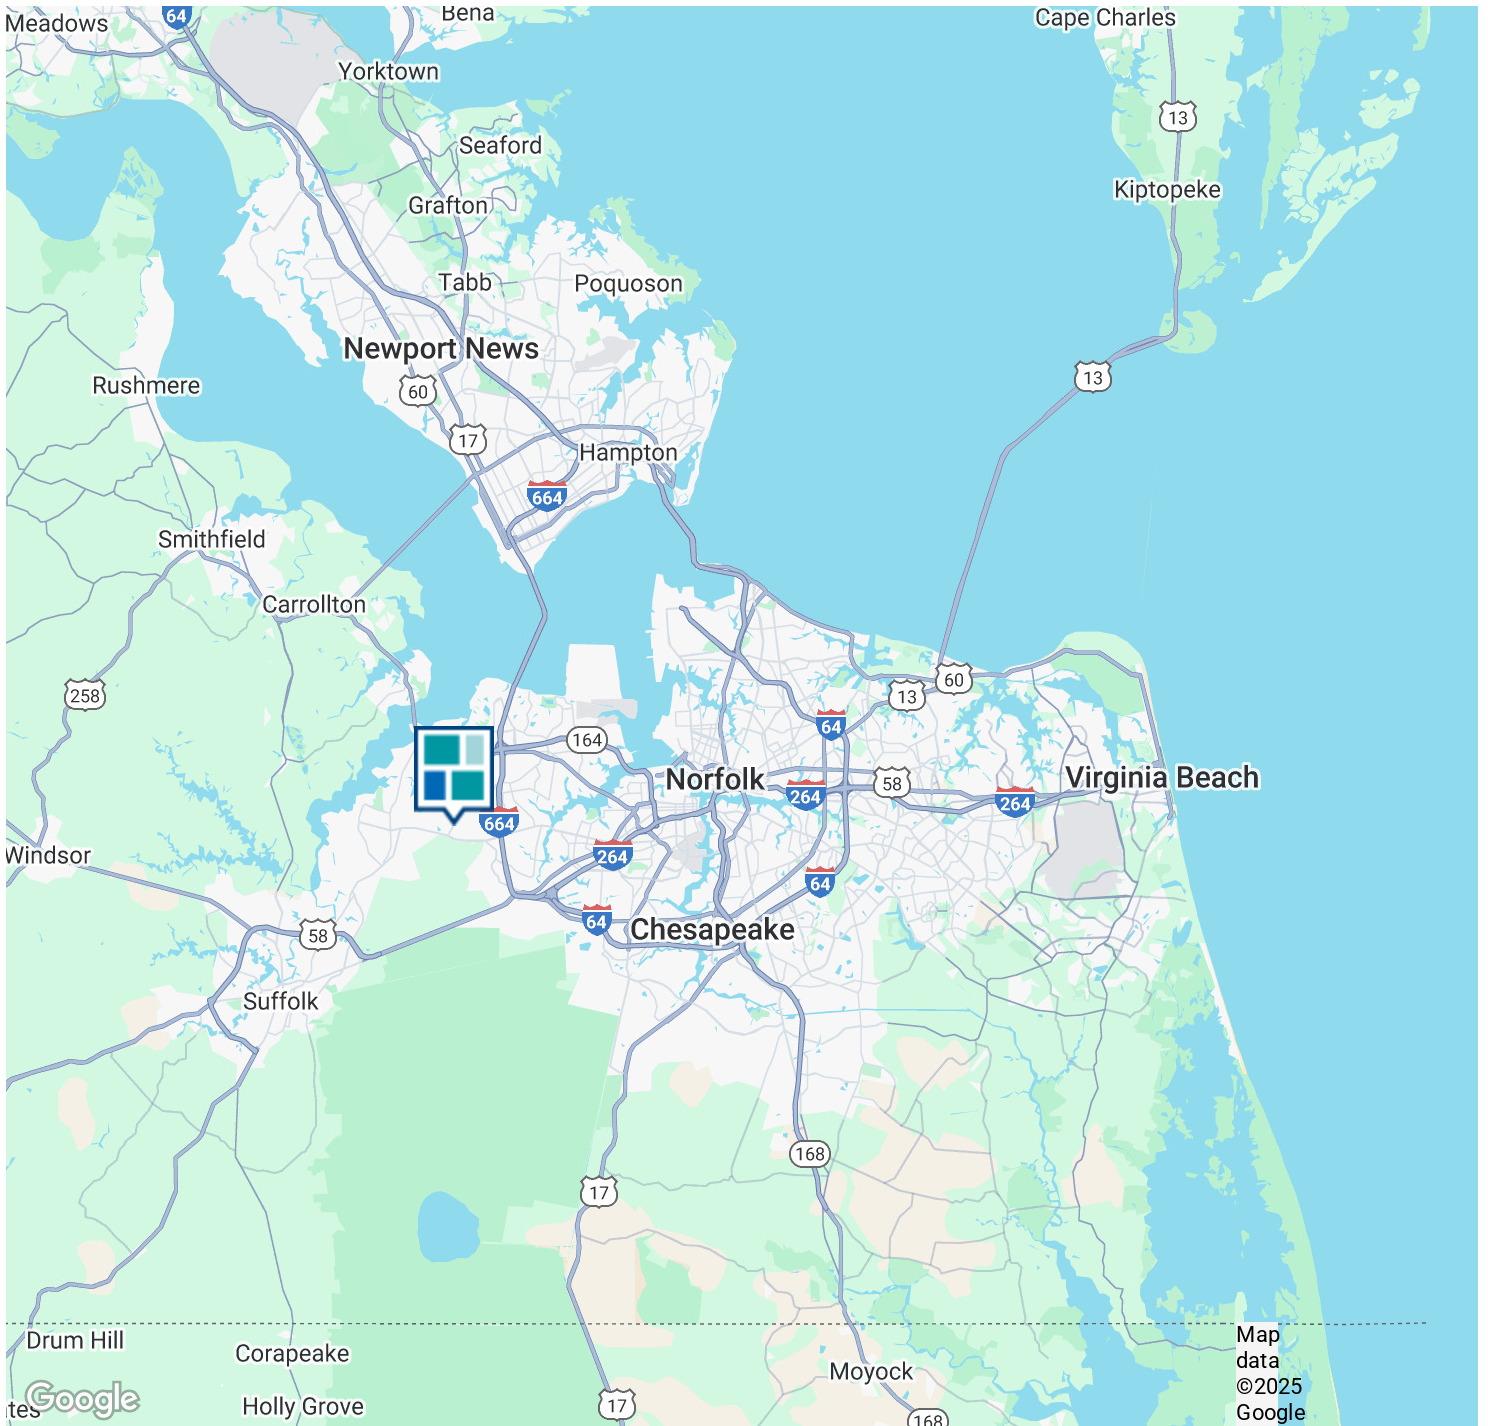 Meadows
64
Bena
Cape Charles
Yorktown
13
Seaford
Kiptopeke
Grafton
Tabb
Poquoson
Newport News
13
Rushmere
60
17
Hampton
664
Smithfield
Carrollton
60
258
13
64
164
Norfolk
58
Virginia Beach
264
264
664
Windsor
264
64
64
58
Chesapeake
Suffolk
168
17
Drum Hill
Corapeake
Map
data
©2025
Google
Moyock
Google
tes
Holly Grove
17
168